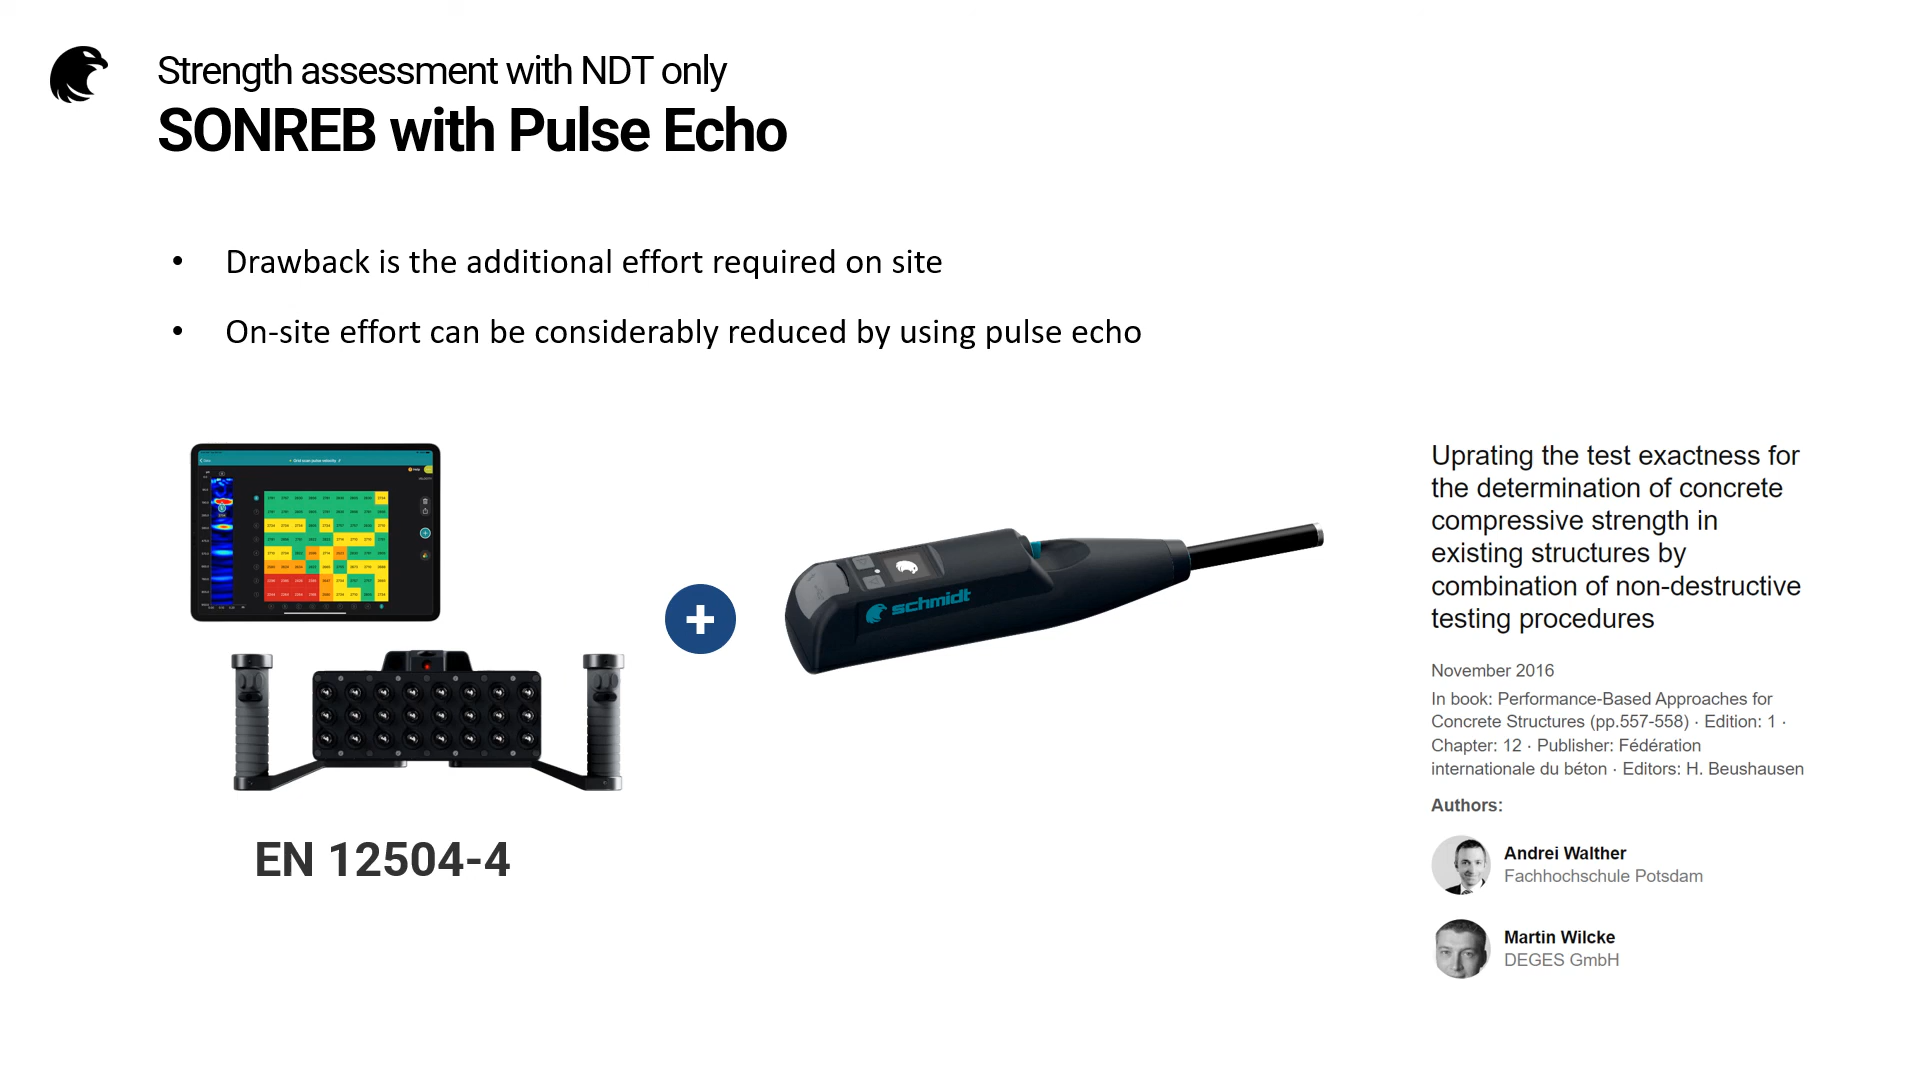 Strength assessment with NDT only
SONREB with Pulse Echo
• Drawback is the additional effort required on site
• On-site effort can be considerably reduced by using pulse echo
schmidt
EN 12504-4
Uprating the test exactness for
the determination of concrete
compressive strength in
existing structures by
combination of non-destructive
testing procedures
November 2016
In book: Performance-Based Approaches for
Concrete Structures (pp.557-558) · Edition: 1 ·
Chapter: 12 · Publisher: Fédération
internationale du béton · Editors: H. Beushausen
Authors:
Andrei Walther
Fachhochschule Potsdam
Martin Wilcke
DEGES GmbH